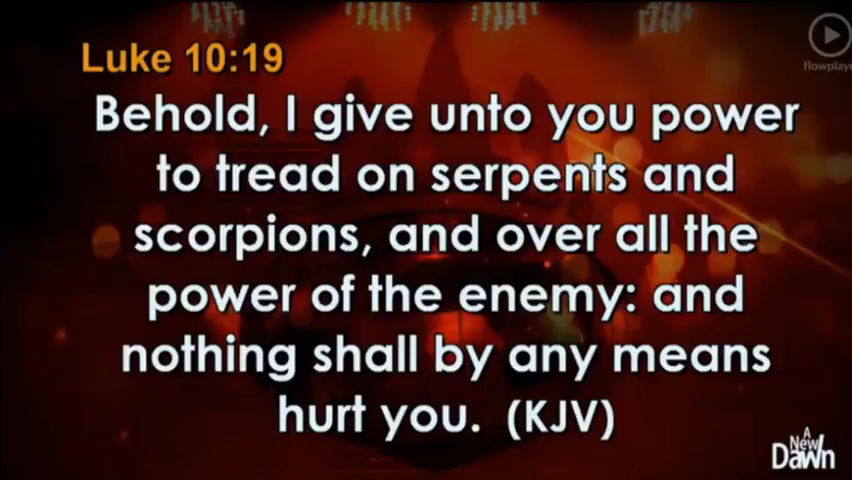 Luke 10:19
Behold, I give unto you power
to tread on serpents and
scorpions, and over all the
power of the enemy: and
nothing shall by any means
hurt you. (KJV)
flowplaye
A
New
Dawn